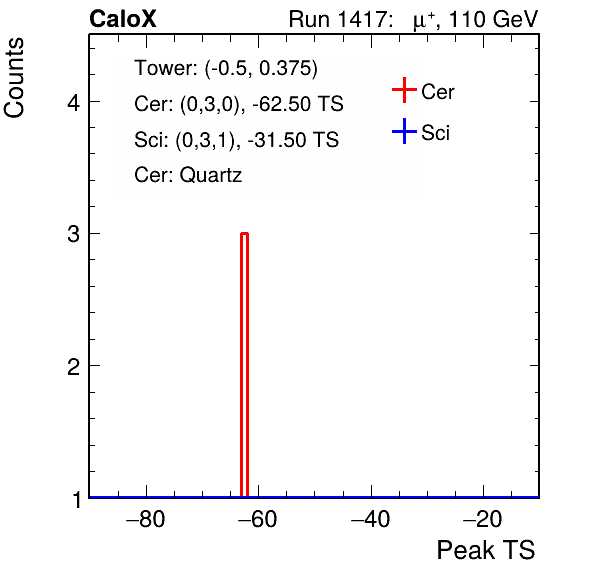 CaloX Run 1417: μ⁺, 110 GeV
Counts
Tower: (-0.5, 0.375)
Cer: (0,3,0), -62.50 TS
Sci: (0,3,1), -31.50 TS
Cer: Quartz
Cer
Sci
4
3
2
1
−80 −60 −40 −20
Peak TS